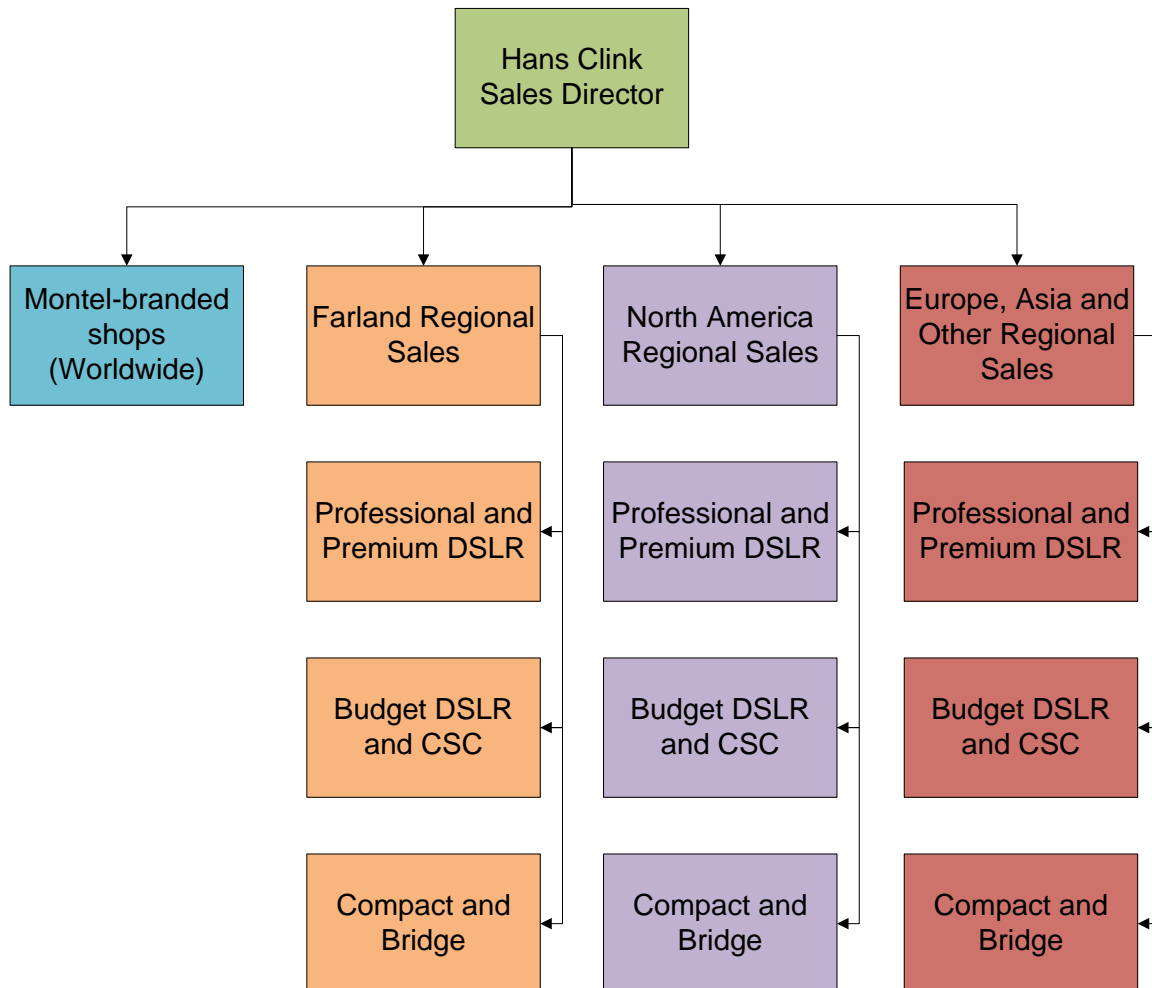 Hans Clink
Sales Director
Montel-branded
shops
(Worldwide)
Farland Regional
Sales
North America
Regional Sales
Europe, Asia and
Other Regional
Sales
Professional and
Premium DSLR
Professional and
Premium DSLR
Professional and
Premium DSLR
Budget DSLR
and CSC
Budget DSLR
and CSC
Budget DSLR
and CSC
Compact and
Bridge
Compact and
Bridge
Compact and
Bridge